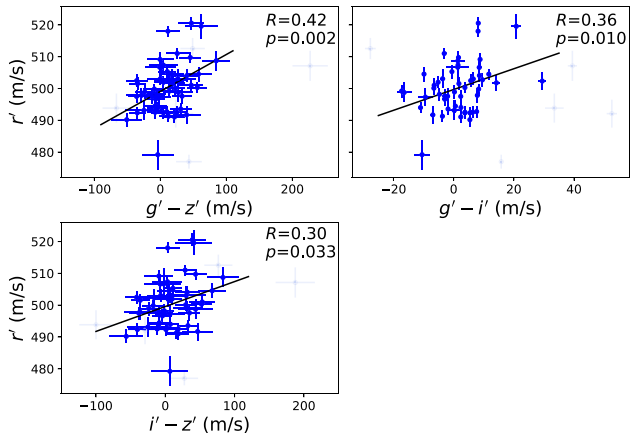 R=0.42
p=0.002
520
510
500
490
480
r′ (m/s)
−100
0
100
200
g′ − z′ (m/s)
R=0.36
p=0.010
−20
0
20
40
g′ − i′ (m/s)
R=0.30
p=0.033
520
510
500
490
480
r′ (m/s)
−100
0
100
200
i′ − z′ (m/s)